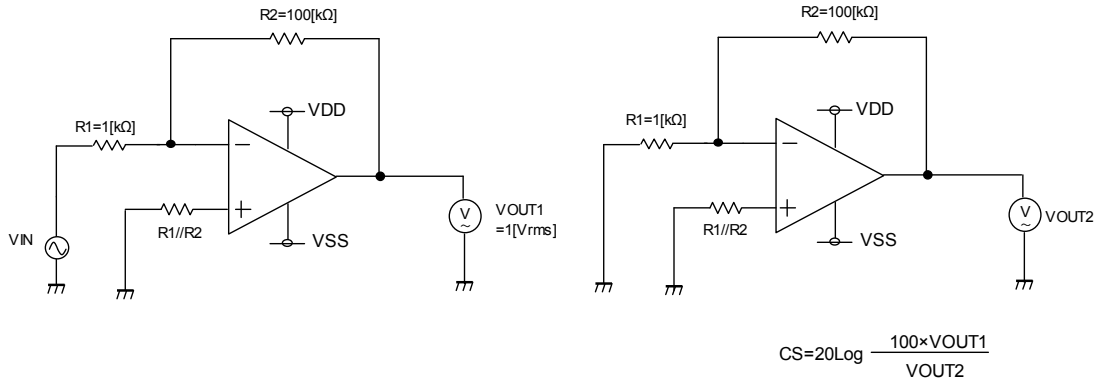 R2=100[kΩ]
VDD
R1=1[kΩ]
R1//R2
VSS
VIN
V
VOUT1
=1[Vrms]
R2=100[kΩ]
VDD
R1=1[kΩ]
R1//R2
VSS
V
VOUT2
CS=20Log 100×VOUT1
VOUT2